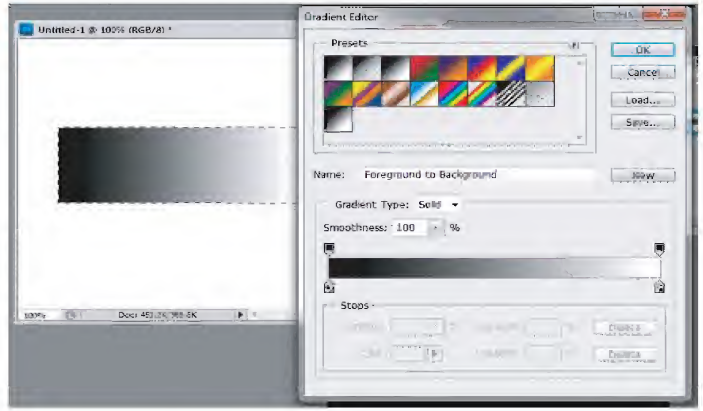 Untitled-1 @ 100% (RGB/8) *
100%
Gradient Editor
Presets
OK
Cancel
Load...
Save...
Name: Foreground to Background
New
Gradient Type: Solid
Smoothness: 100 %
Stops